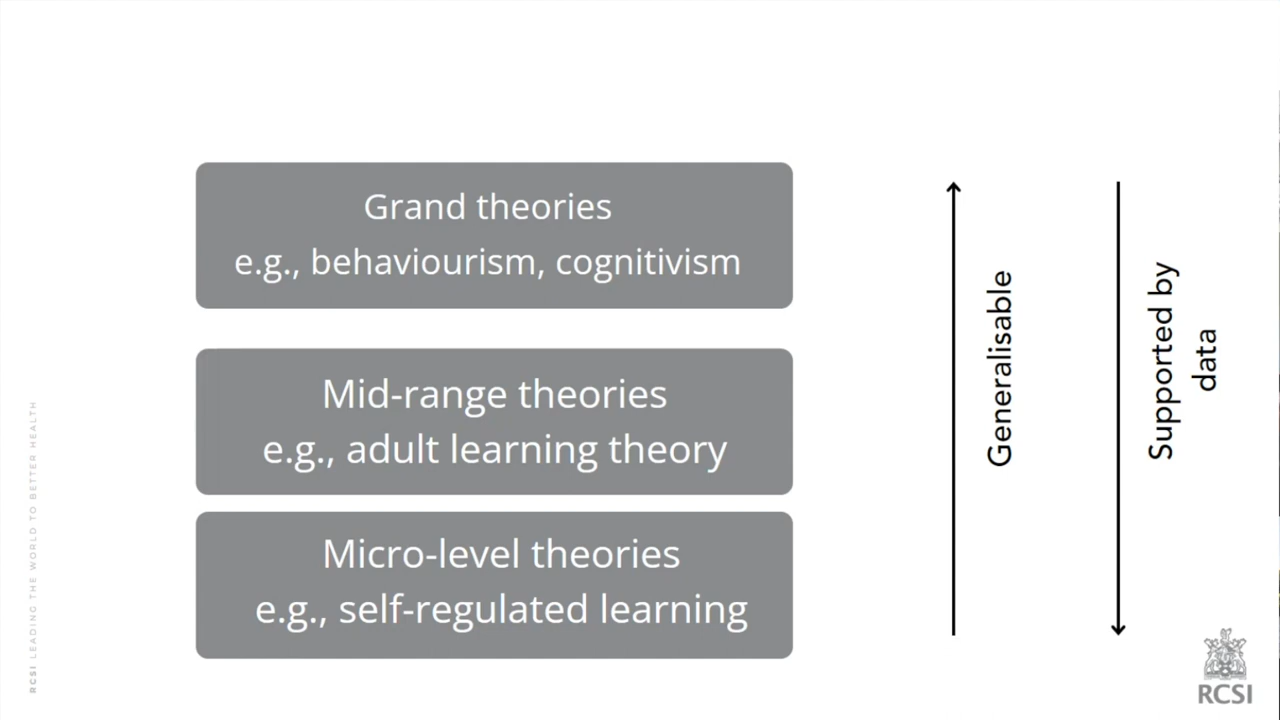 Grand theories
e.g., behaviourism, cognitivism
Mid-range theories
e.g., adult learning theory
Micro-level theories
e.g., self-regulated learning
Generalisable
Supported by
data
RCSI LEADING THE WORLD TO BETTER HEALTH
RCSI